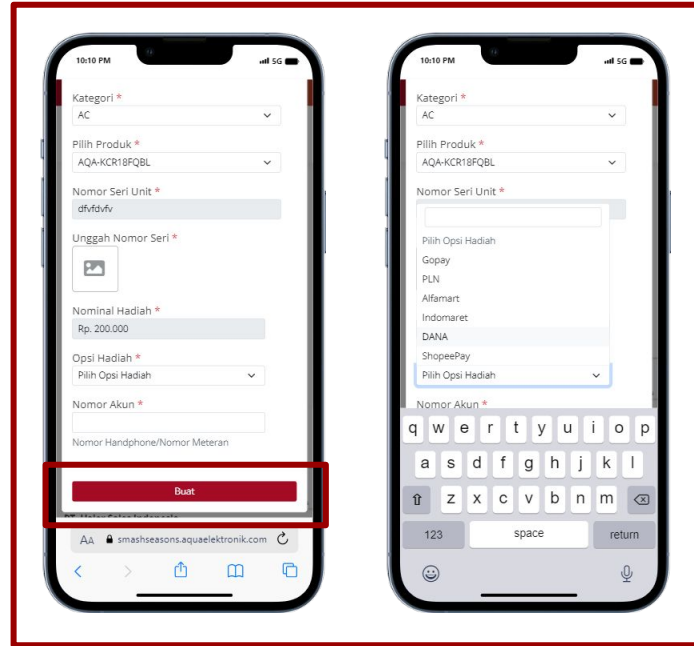 10:10 PM
5G
Kategori *
AC
Pilih Produk *
AQA-KCR18FQBL
Nomor Seri Unit *
dfvfdvfv
Unggah Nomor Seri *
Nominal Hadiah *
Rp. 200.000
Opsi Hadiah *
Pilih Opsi Hadiah
Nomor Akun *
Nomor Handphone/Nomor Meteran
Buat
AA smashseasons.aquaelektronik.com
10:10 PM
5G
Kategori *
AC
Pilih Produk *
AQA-KCR18FQBL
Nomor Seri Unit *
Pilih Opsi Hadiah
Gopay
PLN
Alfamart
Indomaret
DANA
ShopeePay
Pilih Opsi Hadiah
Nomor Akun *
q w e r t y u i o p
a s d f g h j k l
z x c v b n m
123 space return